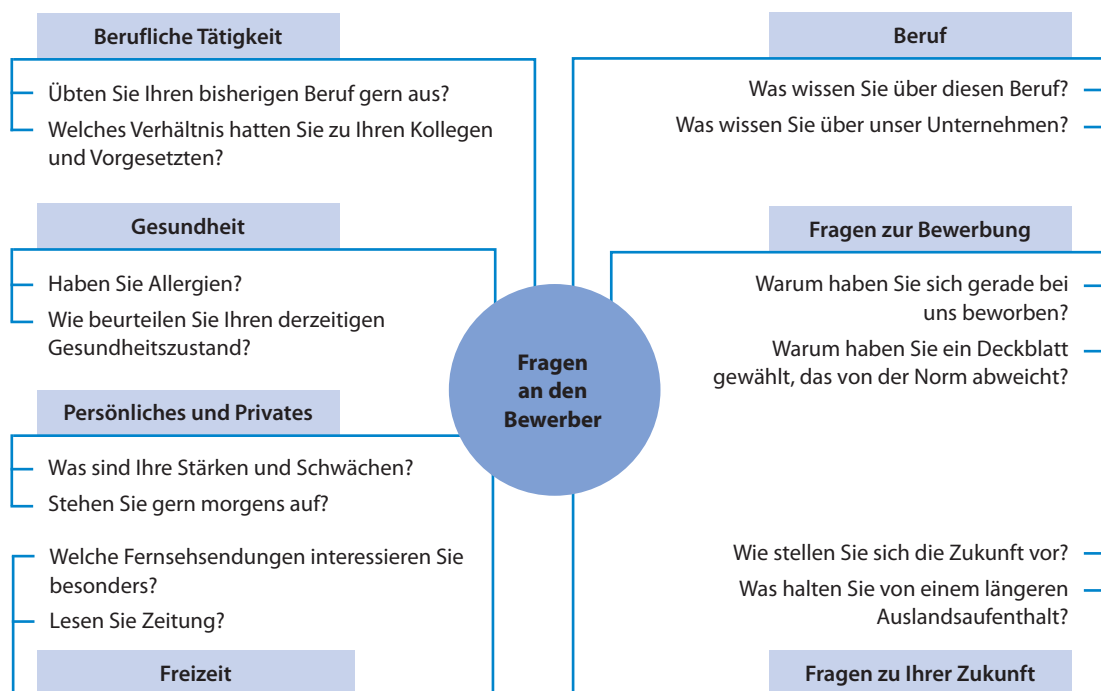 Berufliche Tätigkeit
Übten Sie Ihren bisherigen Beruf gern aus?
Welches Verhältnis hatten Sie zu Ihren Kollegen
und Vorgesetzten?
Gesundheit
Haben Sie Allergien?
Wie beurteilen Sie Ihren derzeitigen
Gesundheitszustand?
Persönliches und Privates
Was sind Ihre Stärken und Schwächen?
Stehen Sie gern morgens auf?
Welche Fernsehsendungen interessieren Sie
besonders?
Lesen Sie Zeitung?
Freizeit
Fragen
an den
Bewerber
Beruf
Was wissen Sie über diesen Beruf?
Was wissen Sie über unser Unternehmen?
Fragen zur Bewerbung
Warum haben Sie sich gerade bei
uns beworben?
Warum haben Sie ein Deckblatt
gewählt, das von der Norm abweicht?
Wie stellen Sie sich die Zukunft vor?
Was halten Sie von einem längeren
Auslandsaufenthalt?
Fragen zu Ihrer Zukunft